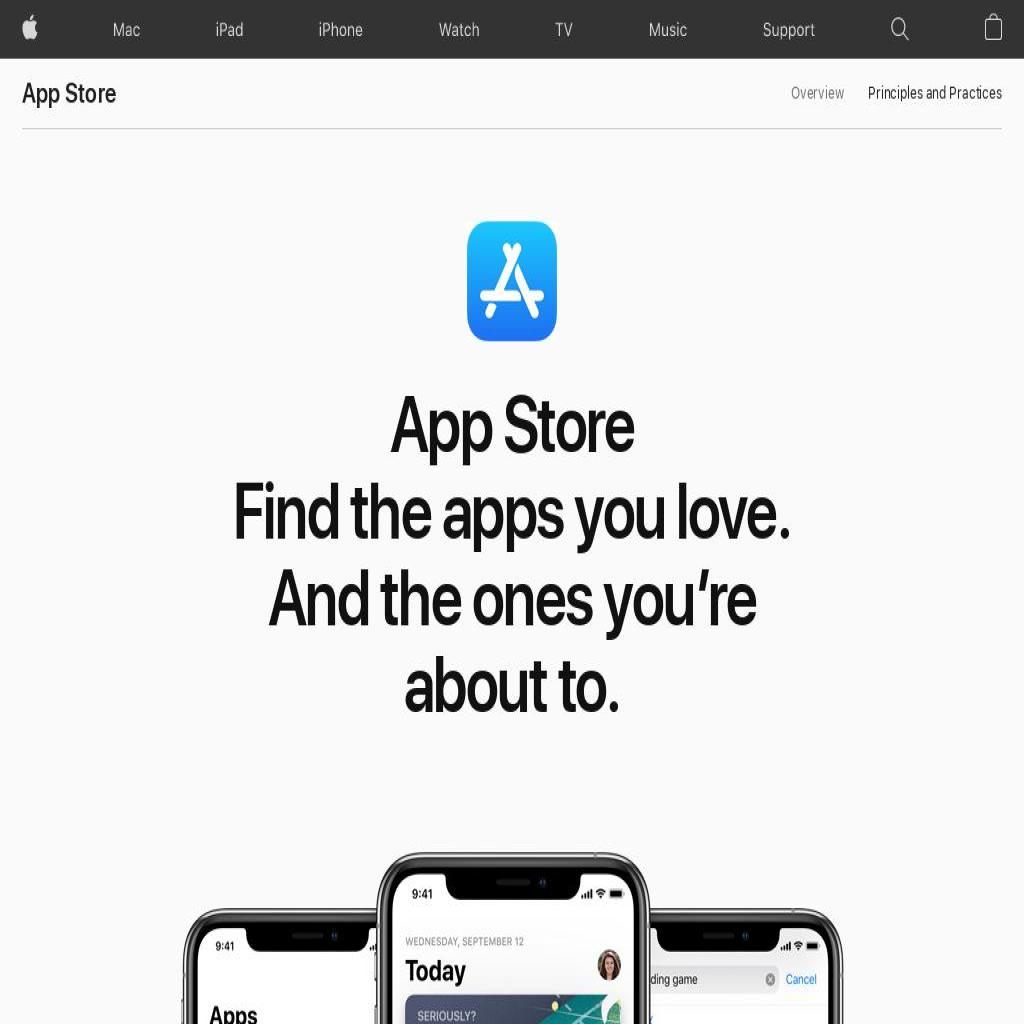 Mac iPad iPhone Watch TV Music Support
App Store Overview Principles and Practices
App Store
Find the apps you love.
And the ones you’re
about to.
9:41
WEDNESDAY, SEPTEMBER 12
Today
SERIOUSLY?
9:41
Apps
ding game Cancel